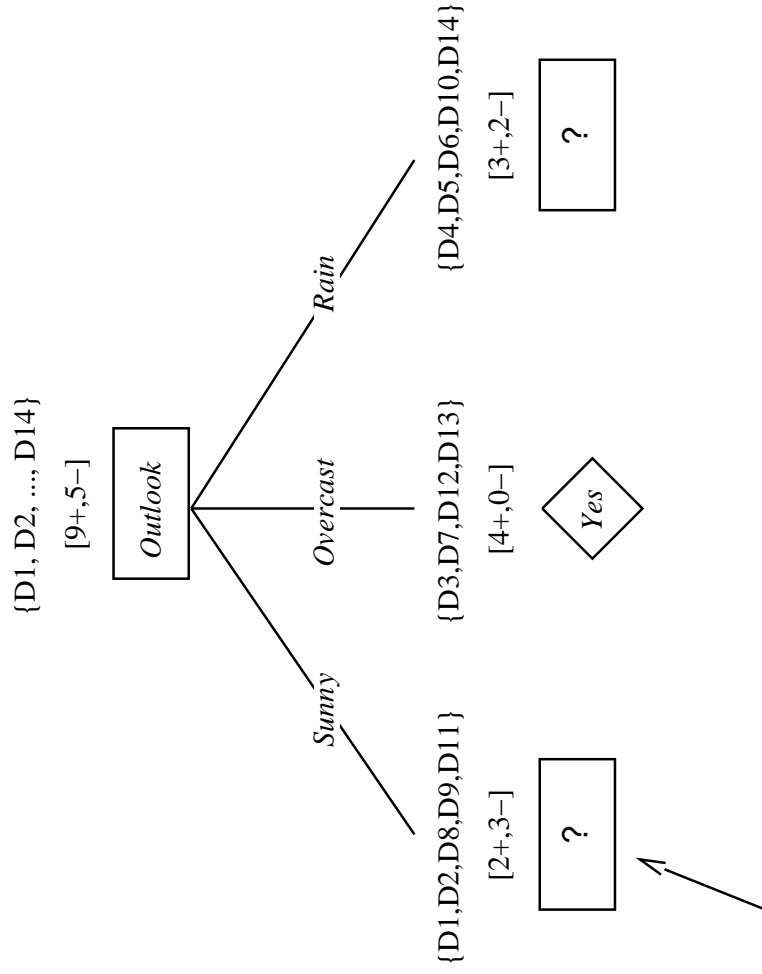 {D1, D2, ..., D14}
[9+,5−]
Outlook
Sunny
Overcast
Rain
{D1,D2,D8,D9,D11}
[2+,3−]
?
{D3,D7,D12,D13}
[4+,0−]
Yes
{D4,D5,D6,D10,D14}
[3+,2−]
?